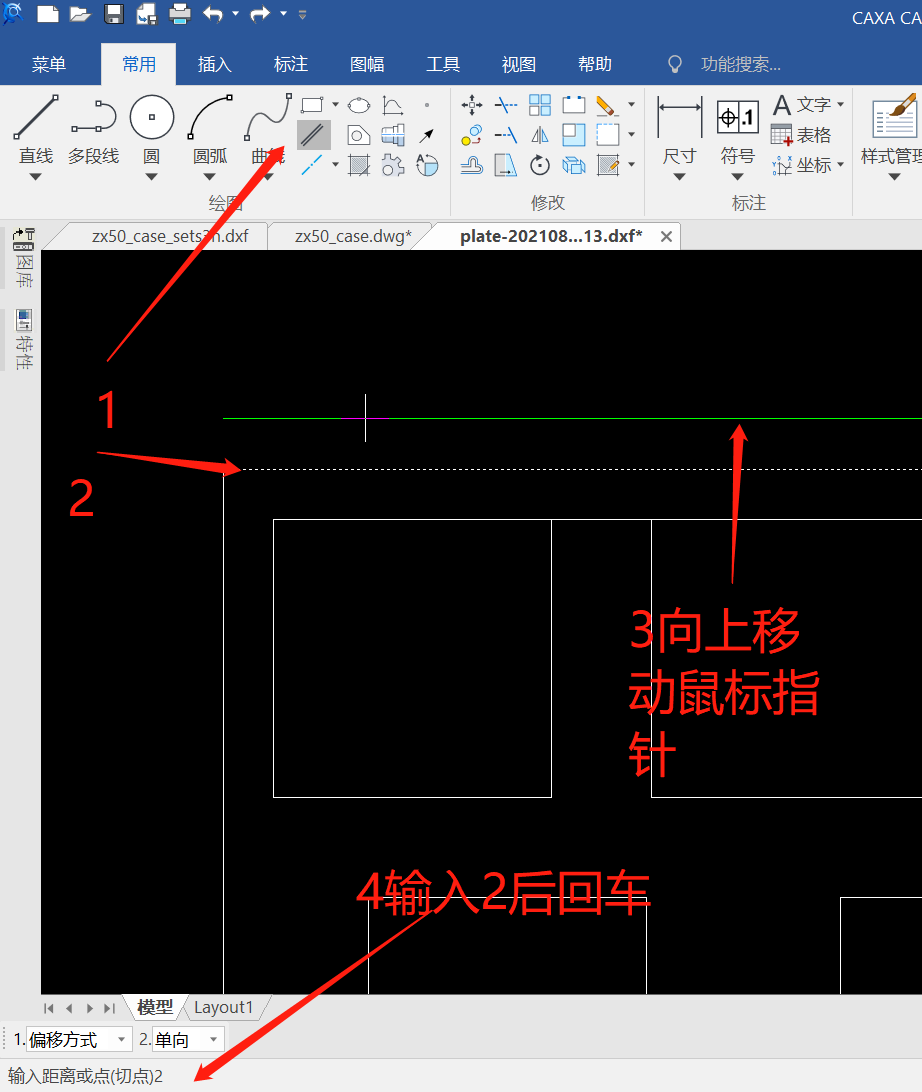 CAXA CA
菜单 常用 插入 标注 图幅 工具 视图 帮助 功能搜索...
直线 多段线 圆 圆弧 曲线
绘图
修改
尺寸 符号
.1
A 文字
表格
坐标
标注
样式管理
zx50_case_sets3h.dxf zx50_case.dwg* plate-202108...13.dxf*
图库
特性
1
2
3向上移
动鼠标指
针
4输入2后回车
模型 Layout1
1. 偏移方式 2. 单向
输入距离或点(切点)2